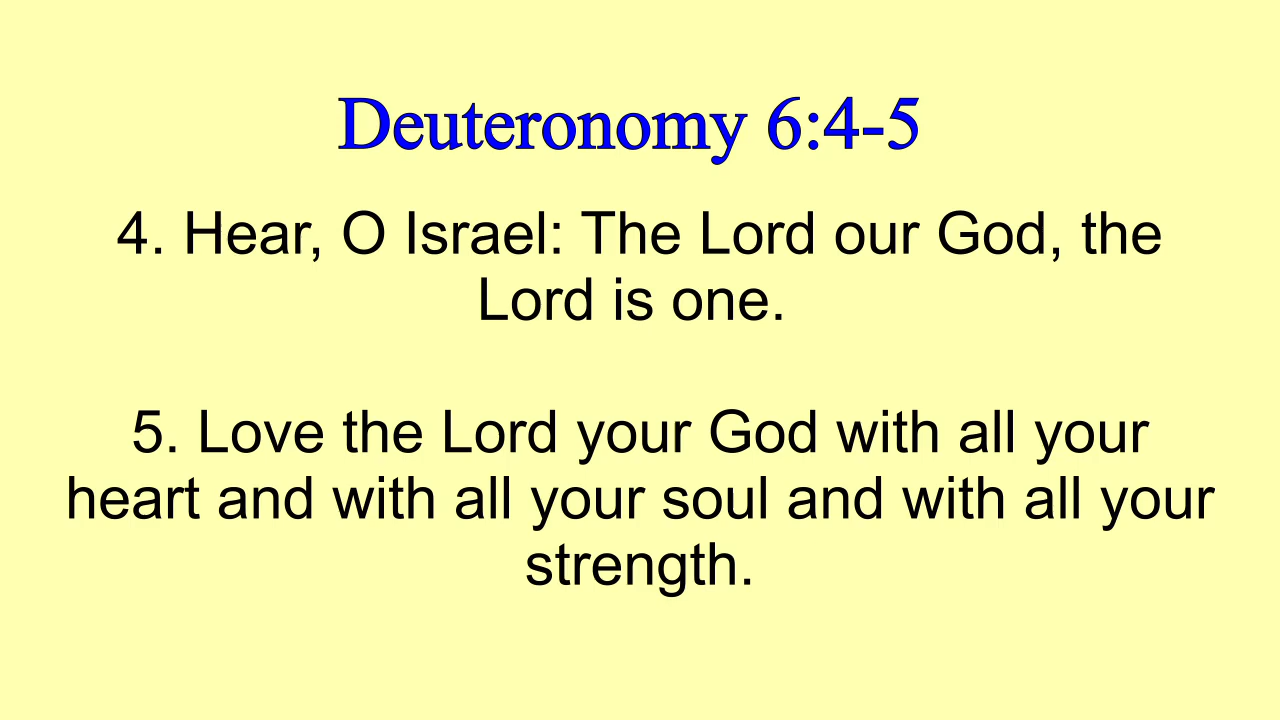 Deuteronomy 6:4-5
4. Hear, O Israel: The Lord our God, the
Lord is one.
5. Love the Lord your God with all your
heart and with all your soul and with all your
strength.